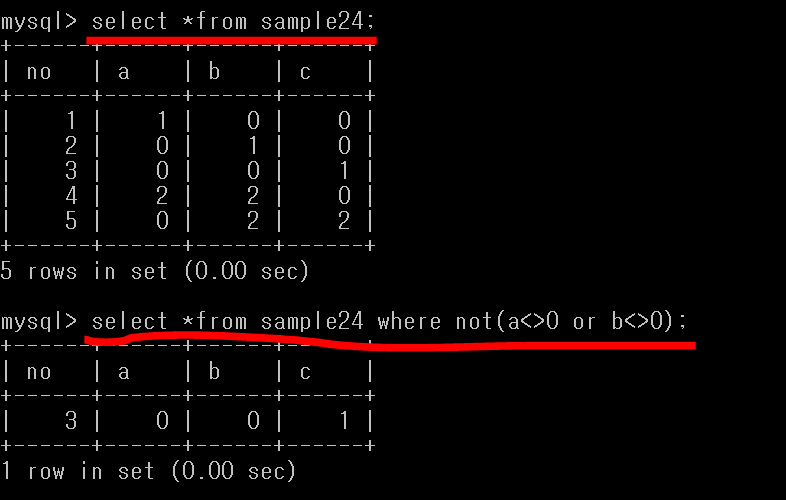 mysql> select *from sample24;
+------+------+------+------+
| no   | a    | b    | c    |
+------+------+------+------+
|    1 |    1 |    0 |    0 |
|    2 |    0 |    1 |    0 |
|    3 |    0 |    0 |    1 |
|    4 |    2 |    2 |    0 |
|    5 |    0 |    2 |    2 |
+------+------+------+------+
5 rows in set (0.00 sec)
mysql> select *from sample24 where not(a<>0 or b<>0);
+------+------+------+------+
| no   | a    | b    | c    |
+------+------+------+------+
|    3 |    0 |    0 |    1 |
+------+------+------+------+
1 row in set (0.00 sec)